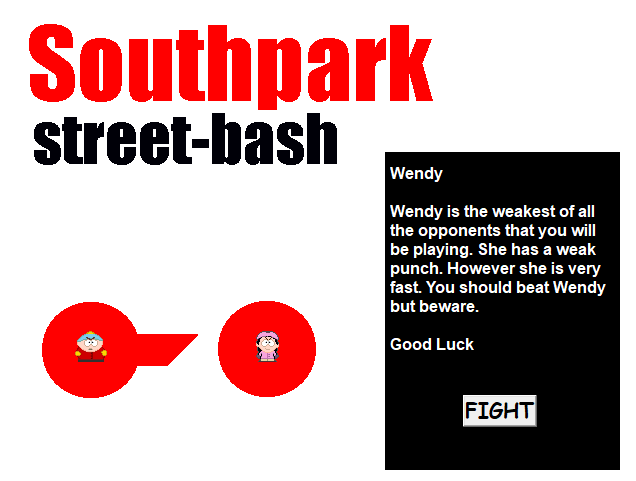 Southpark
street-bash
Wendy
Wendy is the weakest of all
the opponents that you will
be playing. She has a weak
punch. However she is very
fast. You should beat Wendy
but beware.
Good Luck
FIGHT